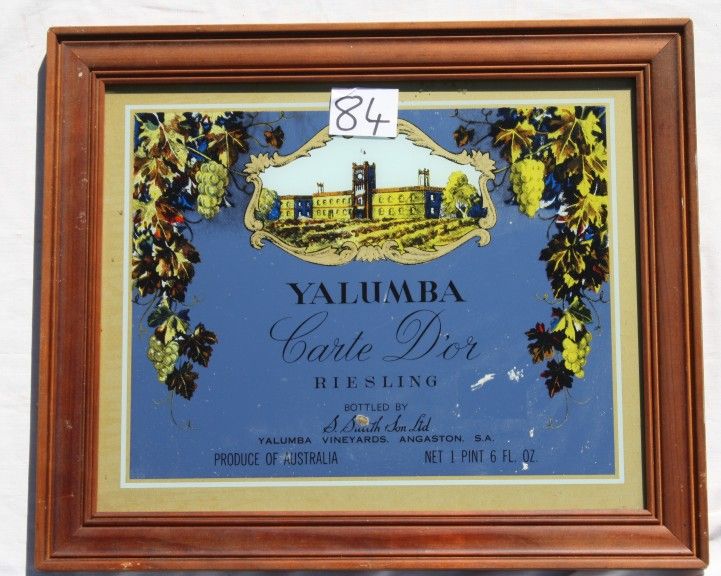 84
YALUMBA
Carte D'or
RIESLING
BOTTLED BY
S. Smith & Son Ltd
YALUMBA VINEYARDS. ANGASTON. S.A.
PRODUCE OF AUSTRALIA NET 1 PINT 6 FL. OZ.